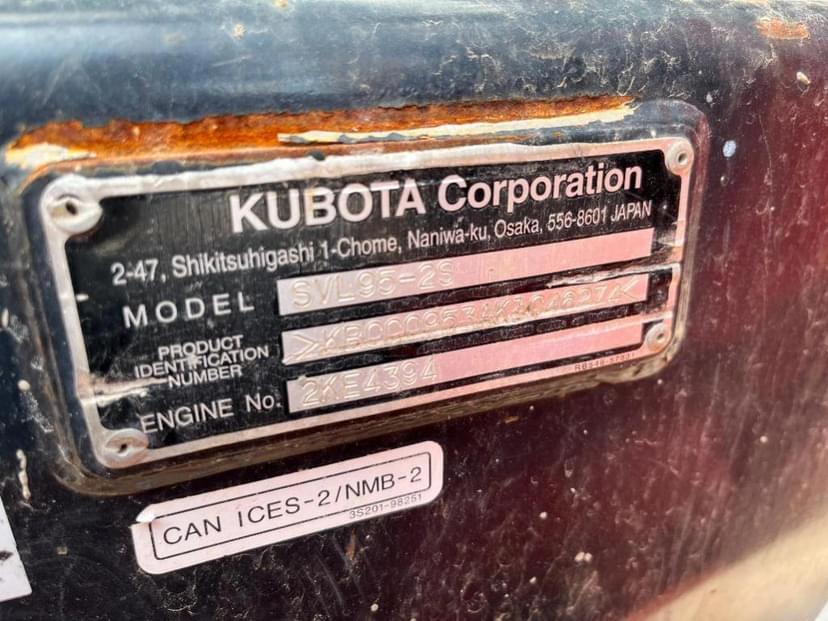 KUBOTA Corporation
2-47, Shikitsuhigashi 1-Chome, Naniwa-ku, Osaka, 556-8601 JAPAN
MODEL SVL95-2S
PRODUCT
IDENTIFICATION
NUMBER
ENGINE No. 2KE4394
CAN ICES-2/NMB-2
3S201-98251